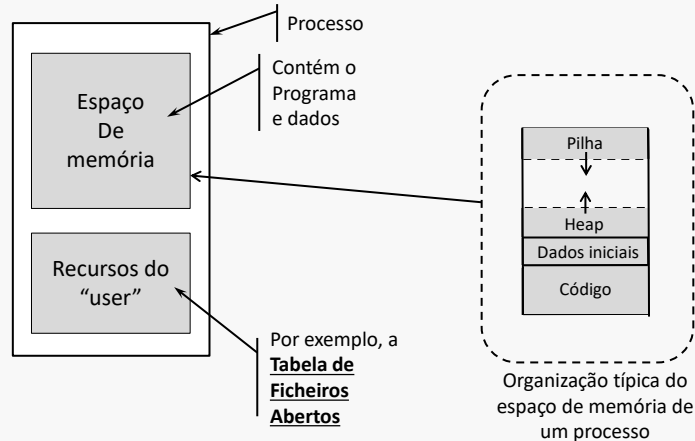 Processo
Contém o
Programa
e dados
Espaço
De
memória
Recursos do
“user”
Por exemplo, a
Tabela de
Ficheiros
Abertos
Pilha
Heap
Dados iniciais
Código
Organização típica do
espaço de memória de
um processo